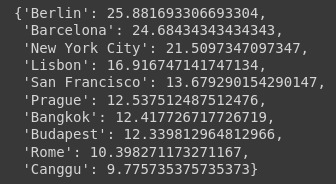 {'Berlin': 25.881693306693304,
'Barcelona': 24.68434343434343,
'New York City': 21.5097347097347,
'Lisbon': 16.916747141747134,
'San Francisco': 13.679290154290147,
'Prague': 12.537512487512476,
'Bangkok': 12.417726717726719,
'Budapest': 12.339812964812966,
'Rome': 10.398271173271167,
'Canggu': 9.775735375735373}